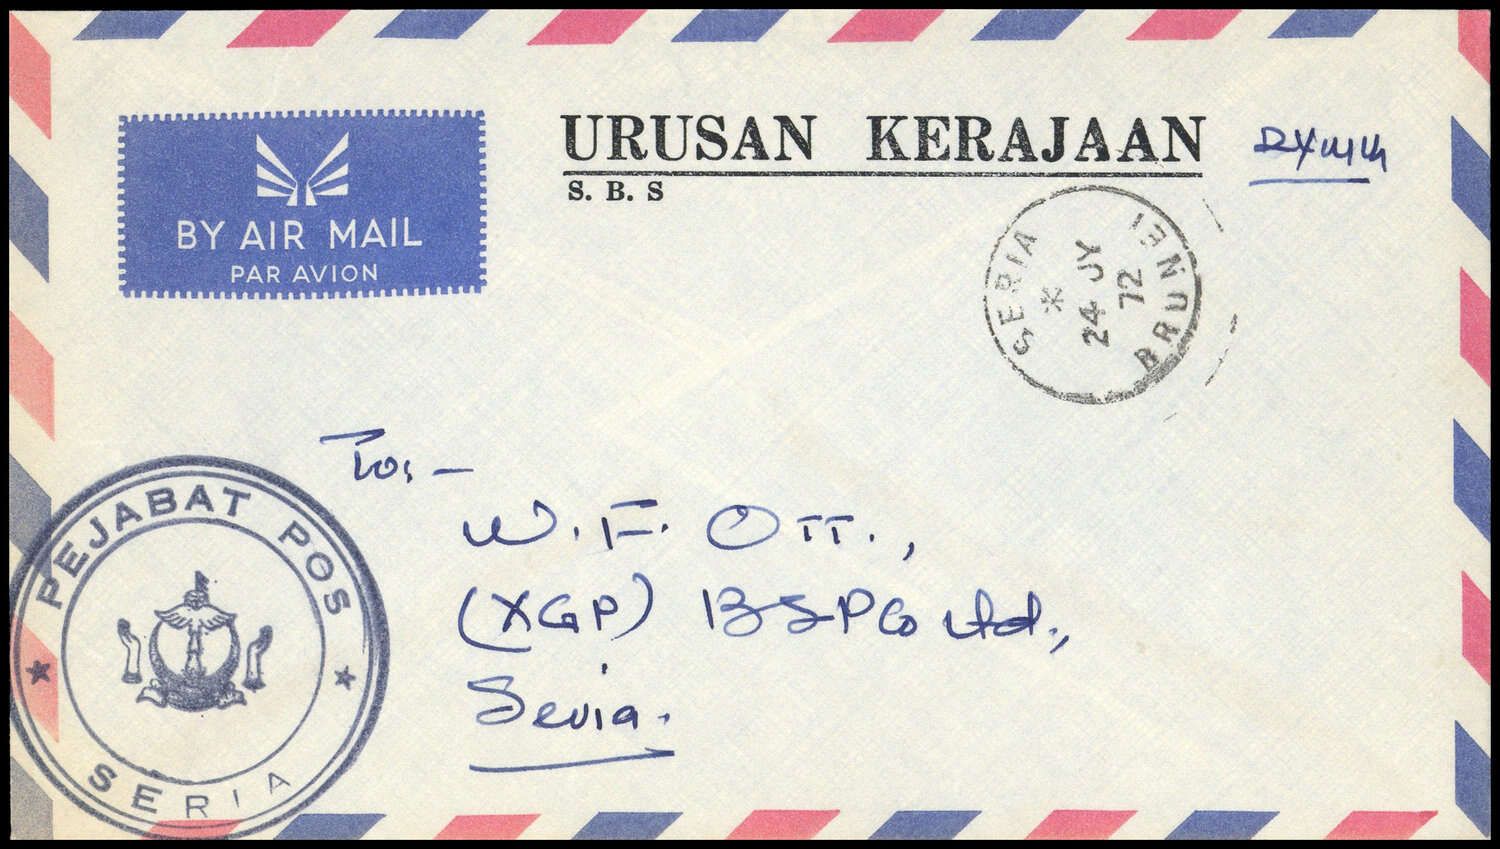 BY AIR MAIL
PAR AVION
URUSAN KERAJAAN
S. B. S
SERIA
24 JY
72
BRUNEI
To:-
W. F. OTT.,
(XGP) BSPCo Ltd.,
Seria.
PEJABAT POS
SERIA